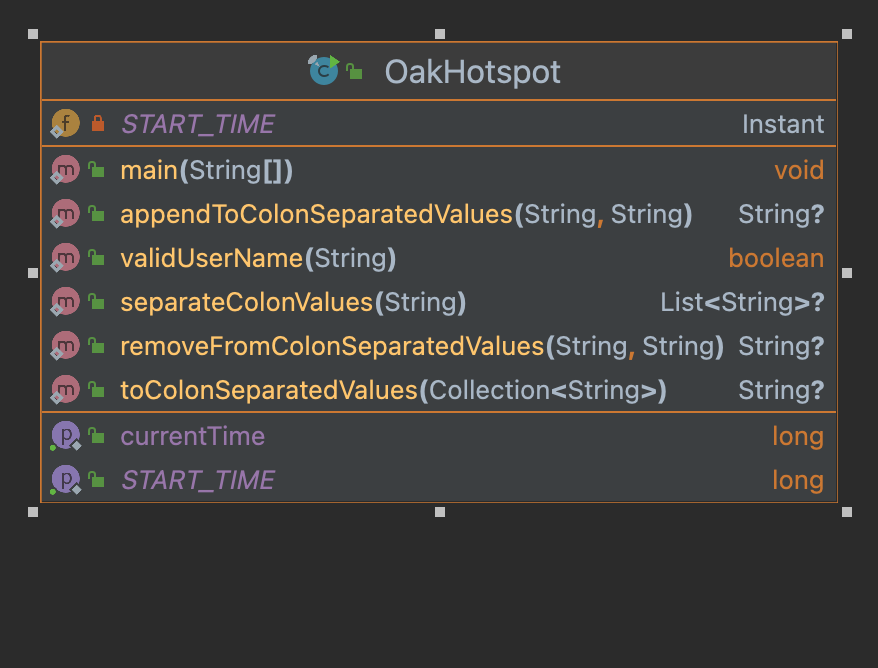 OakHotspot
START_TIME Instant
main(String[]) void
appendToColonSeparatedValues(String, String) String?
validUserName(String) boolean
separateColonValues(String) List<String>?
removeFromColonSeparatedValues(String, String) String?
toColonSeparatedValues(Collection<String>) String?
currentTime long
START_TIME long